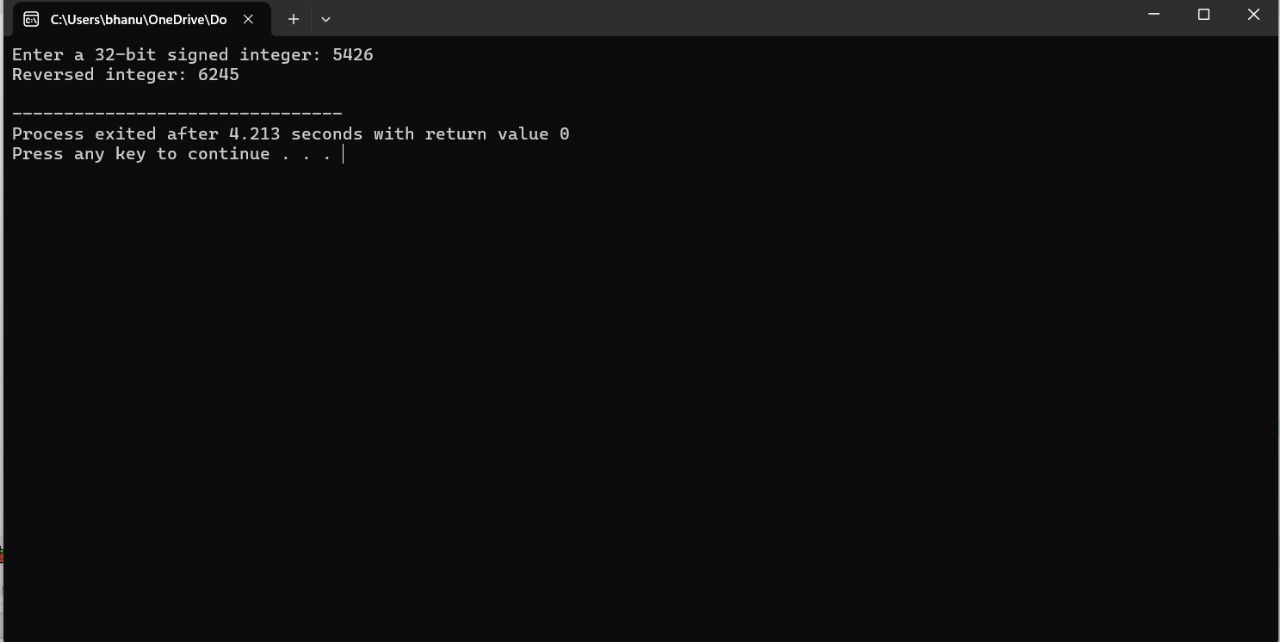 C:\Users\bhanu\OneDrive\Do
Enter a 32-bit signed integer: 5426
Reversed integer: 6245
--------------------------------
Process exited after 4.213 seconds with return value 0
Press any key to continue . . .